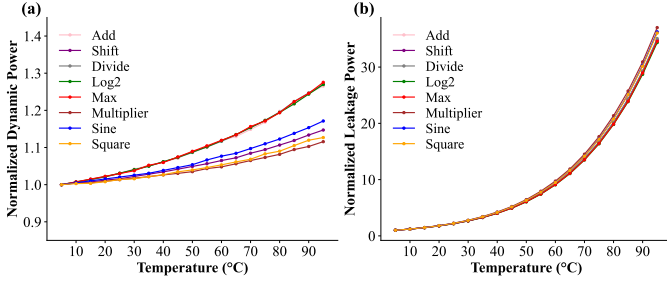 (a)
Normalized Dynamic Power
1.4
1.3
1.2
1.1
1.0
0.9
Add
Shift
Divide
Log2
Max
Multiplier
Sine
Square
10 20 30 40 50 60 70 80 90
Temperature (°C)
(b)
Normalized Leakage Power
30
20
10
0
Add
Shift
Divide
Log2
Max
Multiplier
Sine
Square
10 20 30 40 50 60 70 80 90
Temperature (°C)